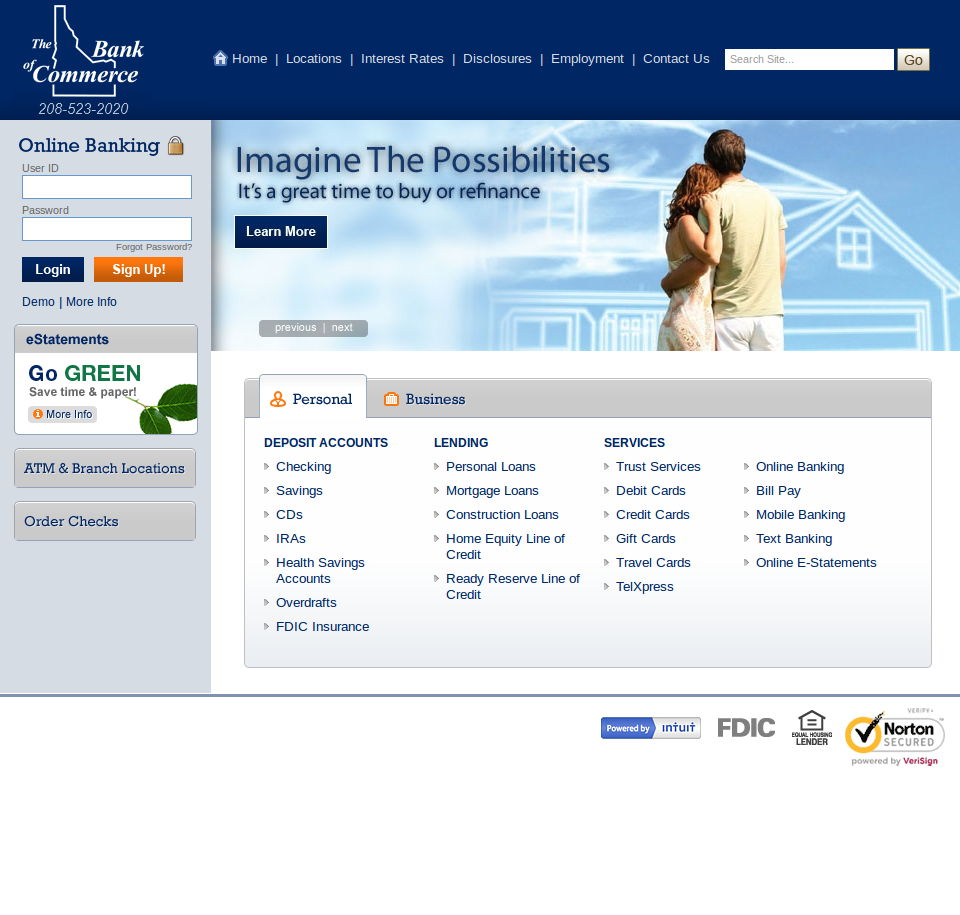 The Bank
of Commerce
208-523-2020
Home | Locations | Interest Rates | Disclosures | Employment | Contact Us
Search Site...
Go
Online Banking
User ID
Password
Forgot Password?
Login
Sign Up!
Demo | More Info
eStatements
Go GREEN
Save time & paper!
More Info
ATM & Branch Locations
Order Checks
Imagine The Possibilities
It's a great time to buy or refinance
Learn More
previous | next
Personal
Business
DEPOSIT ACCOUNTS
Checking
Savings
CDs
IRAs
Health Savings
Accounts
Overdrafts
FDIC Insurance
LENDING
Personal Loans
Mortgage Loans
Construction Loans
Home Equity Line of
Credit
Ready Reserve Line of
Credit
SERVICES
Trust Services
Debit Cards
Credit Cards
Gift Cards
Travel Cards
TelXpress
Online Banking
Bill Pay
Mobile Banking
Text Banking
Online E-Statements
Powered by intuit
FDIC
EQUAL HOUSING
LENDER
VERIFY
Norton
SECURED
powered by VeriSign